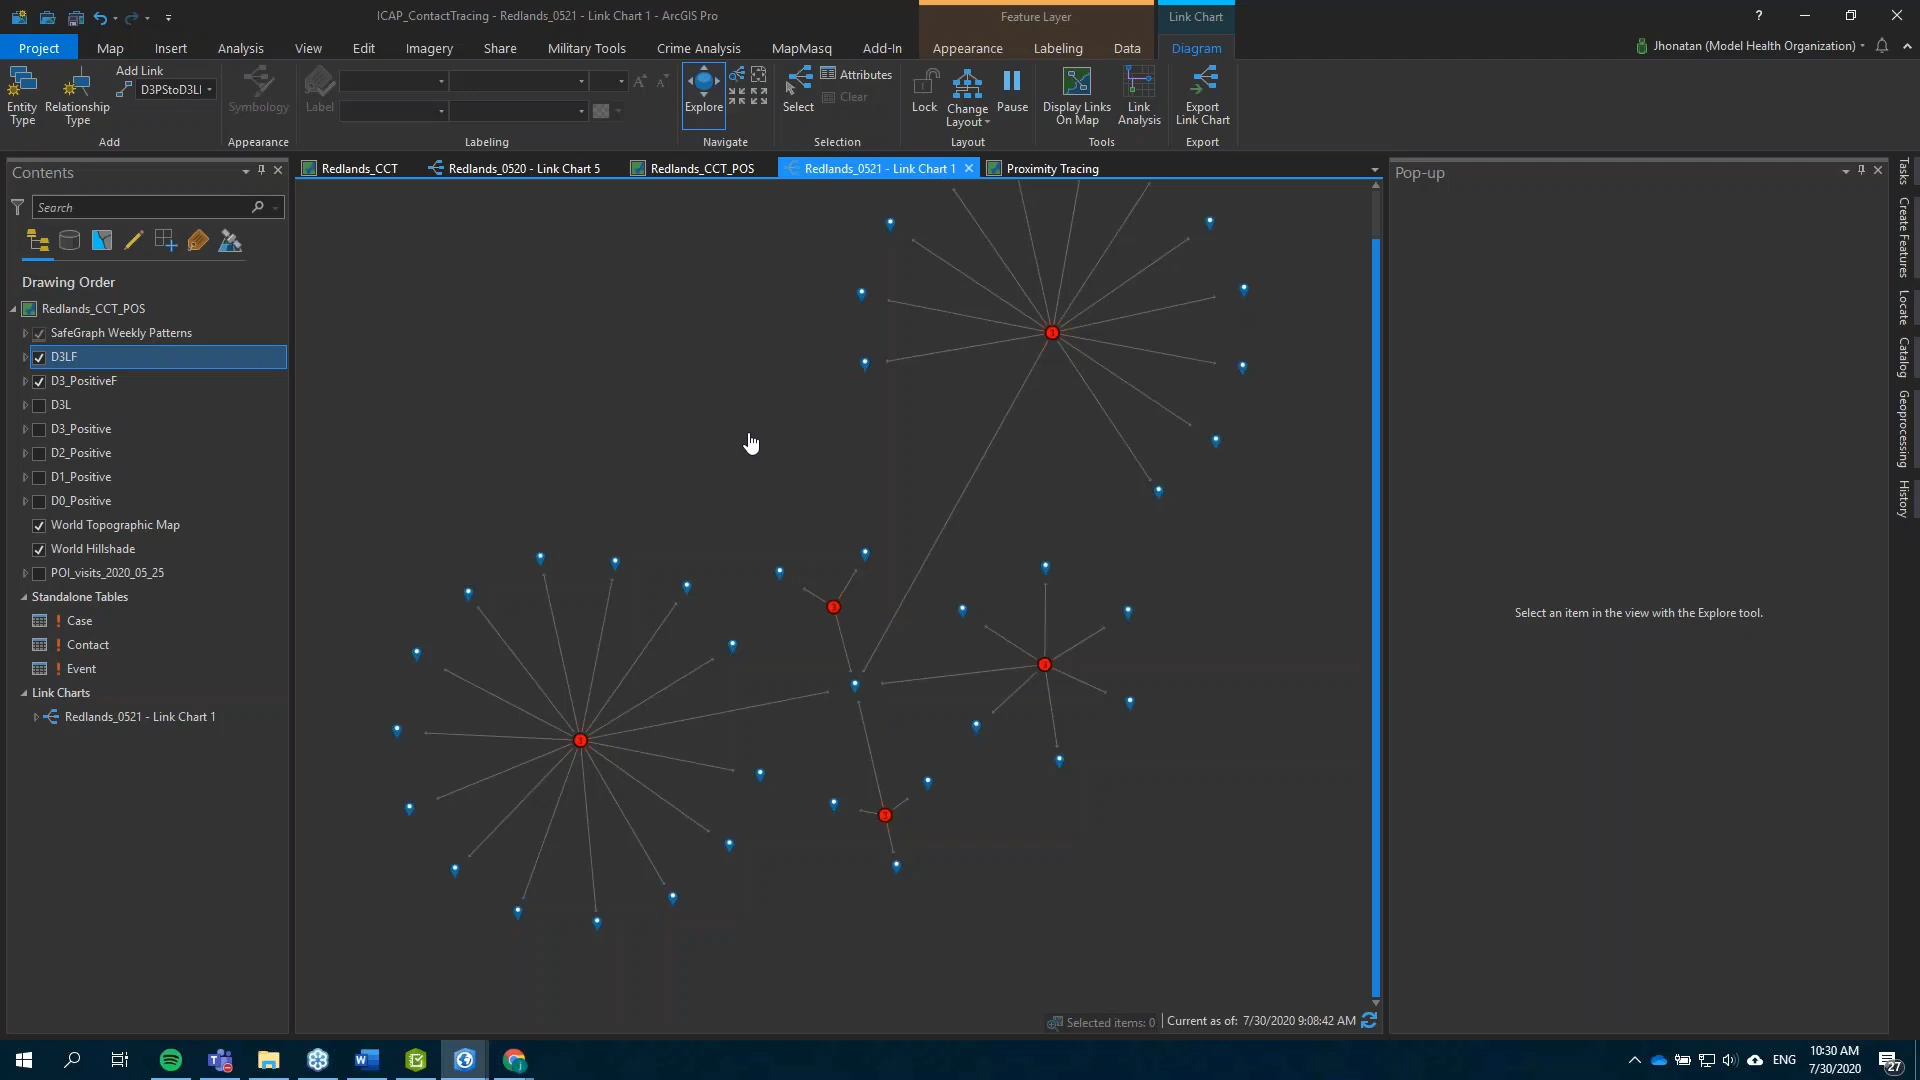 ICAP_ContactTracing - Redlands_0521 - Link Chart 1 - ArcGIS Pro
Feature Layer
Link Chart
?
Project
Map
Insert
Analysis
View
Edit
Imagery
Share
Military Tools
Crime Analysis
MapMasq
Add-In
Appearance
Labeling
Data
Diagram
Jhonatan (Model Health Organization)
Entity Type
Relationship Type
Add Link
D3PStoD3LI
Add
Symbology
Appearance
Label
Labeling
Explore
Navigate
Select
Attributes
Clear
Selection
Lock
Change Layout
Pause
Layout
Display Links On Map
Link Analysis
Tools
Export Link Chart
Export
Contents
Search
Drawing Order
Redlands_CCT_POS
SafeGraph Weekly Patterns
D3LF
D3_PositiveF
D3L
D3_Positive
D2_Positive
D1_Positive
D0_Positive
World Topographic Map
World Hillshade
POI_visits_2020_05_25
Standalone Tables
! Case
! Contact
! Event
Link Charts
Redlands_0521 - Link Chart 1
Redlands_CCT
Redlands_0520 - Link Chart 5
Redlands_CCT_POS
Redlands_0521 - Link Chart 1
Proximity Tracing
Selected items: 0
Current as of: 7/30/2020 9:08:42 AM
Pop-up
Select an item in the view with the Explore tool.
Tasks
Create Features
Locate
Catalog
Geoprocessing
History
ENG
10:30 AM
7/30/2020
27